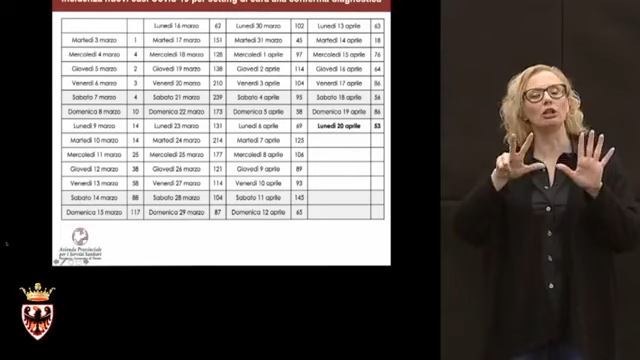 Incidenza nuovi casi Covid-19 per setting di cura alla conferma diagnostica
Lunedì 16 marzo 62 Lunedì 30 marzo 102 Lunedì 13 aprile 63
Martedì 3 marzo 1 Martedì 17 marzo 151 Martedì 31 marzo 45 Martedì 14 aprile 18
Mercoledì 4 marzo 4 Mercoledì 18 marzo 128 Mercoledì 1 aprile 97 Mercoledì 15 aprile 76
Giovedì 5 marzo 2 Giovedì 19 marzo 138 Giovedì 2 aprile 114 Giovedì 16 aprile 64
Venerdì 6 marzo 3 Venerdì 20 marzo 210 Venerdì 3 aprile 104 Venerdì 17 aprile 86
Sabato 7 marzo 4 Sabato 21 marzo 239 Sabato 4 aprile 95 Sabato 18 aprile 56
Domenica 8 marzo 10 Domenica 22 marzo 173 Domenica 5 aprile 58 Domenica 19 aprile 86
Lunedì 9 marzo 14 Lunedì 23 marzo 131 Lunedì 6 aprile 69 Lunedì 20 aprile 53
Martedì 10 marzo 14 Martedì 24 marzo 214 Martedì 7 aprile 125
Mercoledì 11 marzo 25 Mercoledì 25 marzo 177 Mercoledì 8 aprile 106
Giovedì 12 marzo 38 Giovedì 26 marzo 121 Giovedì 9 aprile 89
Venerdì 13 marzo 58 Venerdì 27 marzo 114 Venerdì 10 aprile 93
Sabato 14 marzo 88 Sabato 28 marzo 104 Sabato 11 aprile 145
Domenica 15 marzo 117 Domenica 29 marzo 87 Domenica 12 aprile 65
Azienda Provinciale
per i Servizi Sanitari